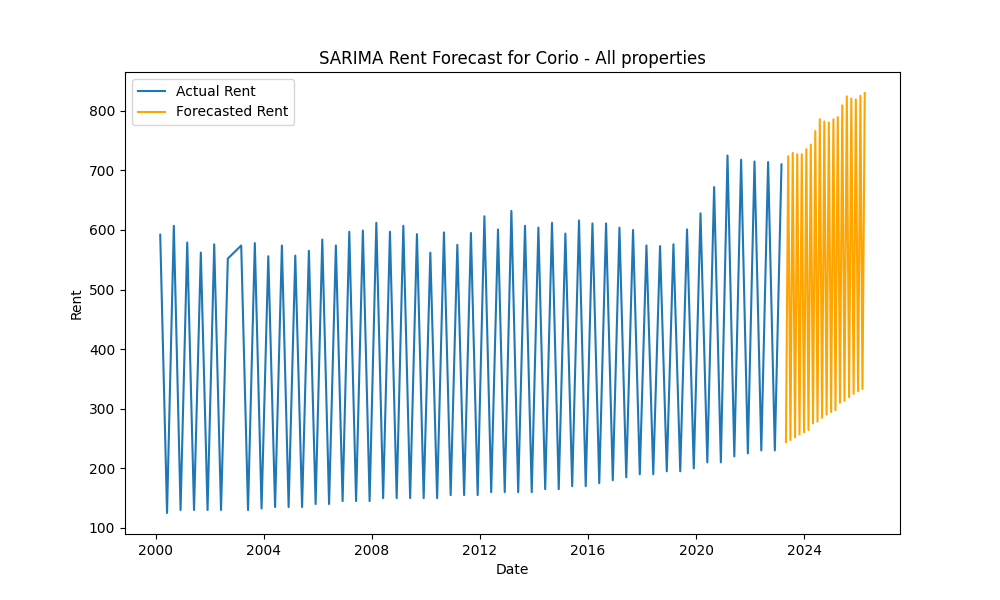 SARIMA Rent Forecast for Corio - All properties
Actual Rent
Forecasted Rent
800
700
600
500
400
300
200
100
Rent
2000 2004 2008 2012 2016 2020 2024
Date